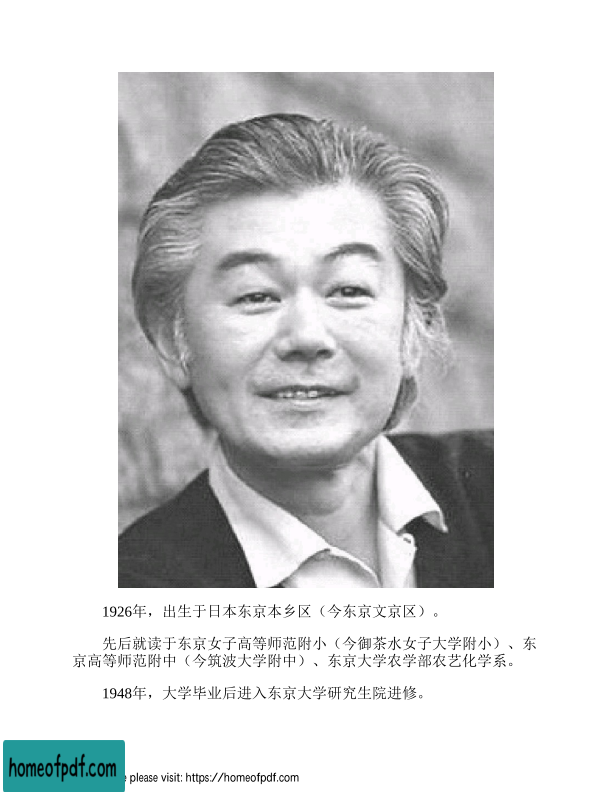 1926年，出生于日本东京本乡区（今东京文京区）。
先后就读于东京女子高等师范附小（今御茶水女子大学附小）、东
京高等师范附中（今筑波大学附中）、东京大学农学部农艺化学系。
1948年，大学毕业后进入东京大学研究生院进修。
homeofpdf.com
please visit: https://homeofpdf.com